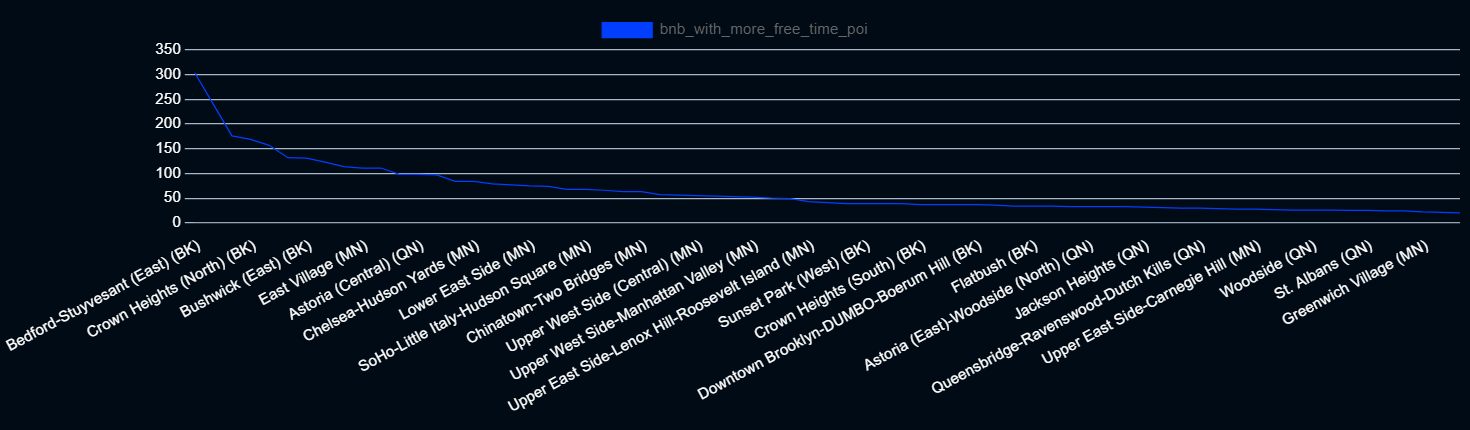 bnb_with_more_free_time_poi
350
300
250
200
150
100
50
0
Bedford-Stuyvesant (East) (BK)
Crown Heights (North) (BK)
Bushwick (East) (BK)
East Village (MN)
Astoria (Central) (QN)
Chelsea-Hudson Yards (MN)
Lower East Side (MN)
SoHo-Little Italy-Hudson Square (MN)
Chinatown-Two Bridges (MN)
Upper West Side (Central) (MN)
Upper West Side-Manhattan Valley (MN)
Upper East Side-Lenox Hill-Roosevelt Island (MN)
Sunset Park (West) (BK)
Crown Heights (South) (BK)
Downtown Brooklyn-DUMBO-Boerum Hill (BK)
Flatbush (BK)
Astoria (East)-Woodside (North) (QN)
Jackson Heights (QN)
Queensbridge-Ravenswood-Dutch Kills (QN)
Upper East Side-Carnegie Hill (MN)
Woodside (QN)
St. Albans (QN)
Greenwich Village (MN)